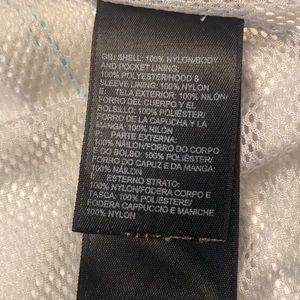 GB: SHELL: 100% NYLON/BODY
AND POCKET LINING:
100% POLYESTER/HOOD &
SLEEVE LINING: 100% NYLON
E: TELA EXTERIOR: 100% NILÓN/
FORRO DEL CUERPO Y EL
BOLSILLO: 100% POLIÉSTER/
FORRO DE LA CAPUCHA Y LA
MANGA: 100% NILÓN
P: PARTE EXTERNA:
100% NÁILON/FORRO DO CORPO
E DO BOLSO: 100% POLIÉSTER/
FORRO DO CAPUZ E DA MANGA:
100% NÁILON
I: ESTERNO STRATO:
100% NYLON/FODERA CORPO E
TASCA: 100% POLIESTERE/
FODERA CAPPUCCIO E MANICHE
100% NYLON